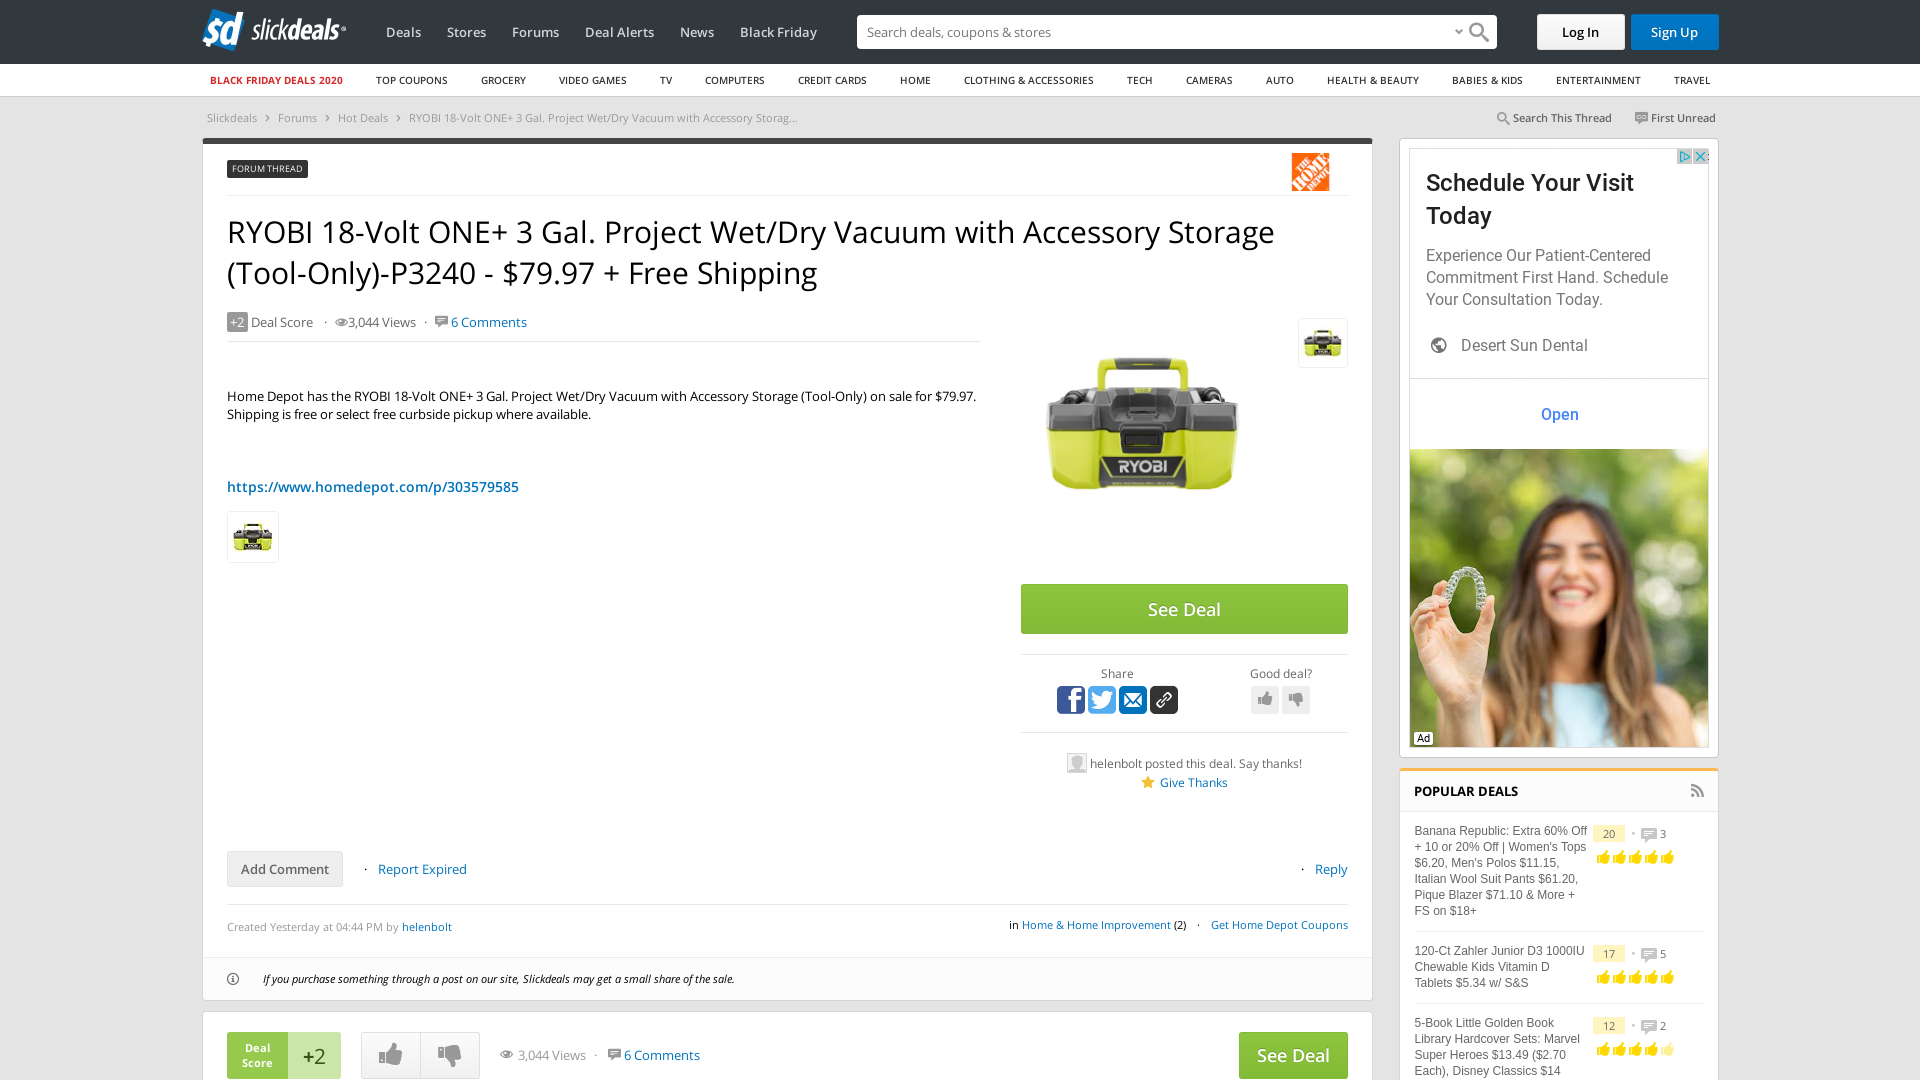 slickdeals
Deals
Stores
Forums
Deal Alerts
News
Black Friday
Search deals, coupons & stores
Log In
Sign Up
BLACK FRIDAY DEALS 2020
TOP COUPONS
GROCERY
VIDEO GAMES
TV
COMPUTERS
CREDIT CARDS
HOME
CLOTHING & ACCESSORIES
TECH
CAMERAS
AUTO
HEALTH & BEAUTY
BABIES & KIDS
ENTERTAINMENT
TRAVEL
Slickdeals › Forums › Hot Deals › RYOBI 18-Volt ONE+ 3 Gal. Project Wet/Dry Vacuum with Accessory Storag...
Search This Thread
First Unread
FORUM THREAD
THE HOME DEPOT
RYOBI 18-Volt ONE+ 3 Gal. Project Wet/Dry Vacuum with Accessory Storage
(Tool-Only)-P3240 - $79.97 + Free Shipping
+2 Deal Score · 3,044 Views · 6 Comments
Home Depot has the RYOBI 18-Volt ONE+ 3 Gal. Project Wet/Dry Vacuum with Accessory Storage (Tool-Only) on sale for $79.97.
Shipping is free or select free curbside pickup where available.
https://www.homedepot.com/p/303579585
RYOBI
See Deal
Share
Good deal?
helenbolt posted this deal. Say thanks!
Give Thanks
Add Comment
· Report Expired
· Reply
Created Yesterday at 04:44 PM by helenbolt
in Home & Home Improvement (2) · Get Home Depot Coupons
If you purchase something through a post on our site, Slickdeals may get a small share of the sale.
Deal
Score
+2
3,044 Views · 6 Comments
See Deal
Schedule Your Visit
Today
Experience Our Patient-Centered
Commitment First Hand. Schedule
Your Consultation Today.
Desert Sun Dental
Open
Ad
POPULAR DEALS
Banana Republic: Extra 60% Off
+ 10 or 20% Off | Women's Tops
$6.20, Men's Polos $11.15,
Italian Wool Suit Pants $61.20,
Pique Blazer $71.10 & More +
FS on $18+
20 · 3
120-Ct Zahler Junior D3 1000IU
Chewable Kids Vitamin D
Tablets $5.34 w/ S&S
17 · 5
5-Book Little Golden Book
Library Hardcover Sets: Marvel
Super Heroes $13.49 ($2.70
Each), Disney Classics $14
12 · 2